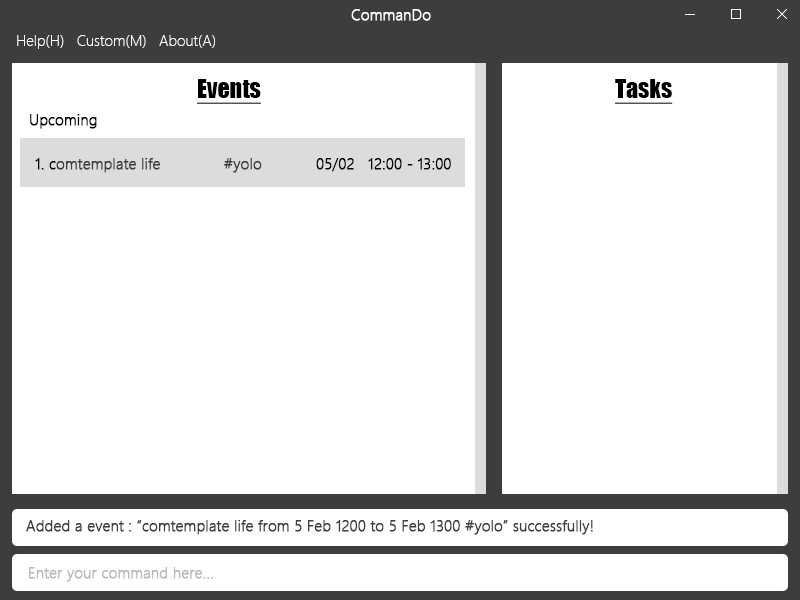 CommanDo
Help(H) Custom(M) About(A)
Events
Upcoming
1. comtemplate life #yolo 05/02 12:00 - 13:00
Tasks
Added a event : “comtemplate life from 5 Feb 1200 to 5 Feb 1300 #yolo” successfully!
Enter your command here...